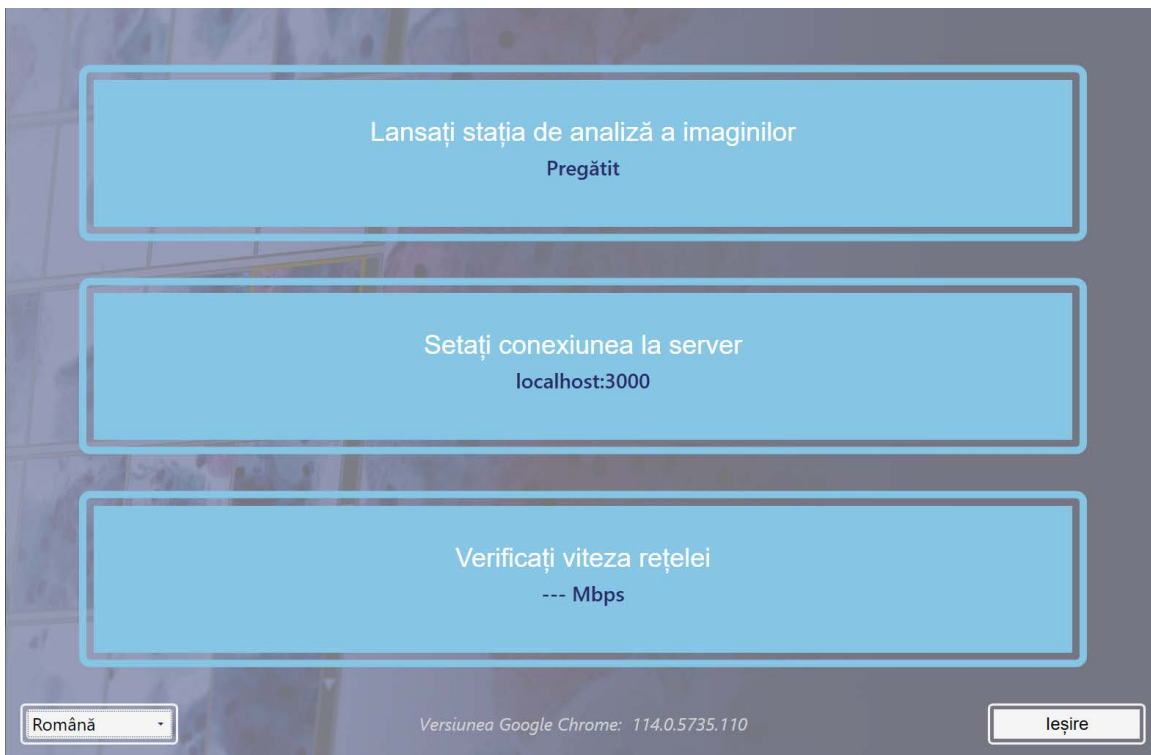 Lansați stația de analiză a imaginilor
Pregătit
Setați conexiunea la server
localhost:3000
Verificați viteza rețelei
--- Mbps
Română
Versiunea Google Chrome: 114.0.5735.110
Ieșire